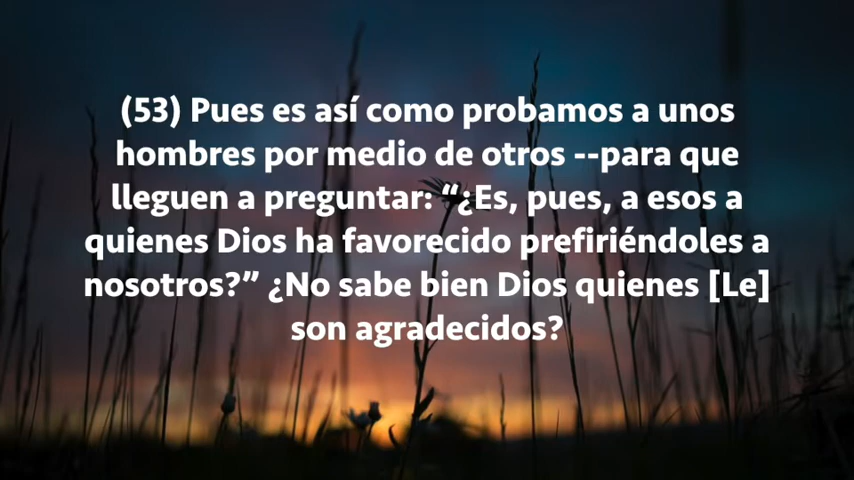 (53) Pues es así como probamos a unos
hombres por medio de otros --para que
lleguen a preguntar: “¿Es, pues, a esos a
quienes Dios ha favorecido prefiriéndoles a
nosotros?” ¿No sabe bien Dios quienes [Le]
son agradecidos?